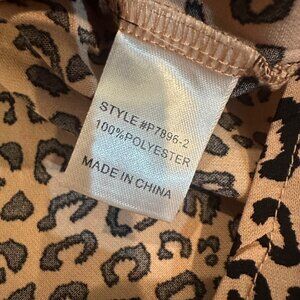 STYLE #P7896-2
100%POLYESTER
MADE IN CHINA